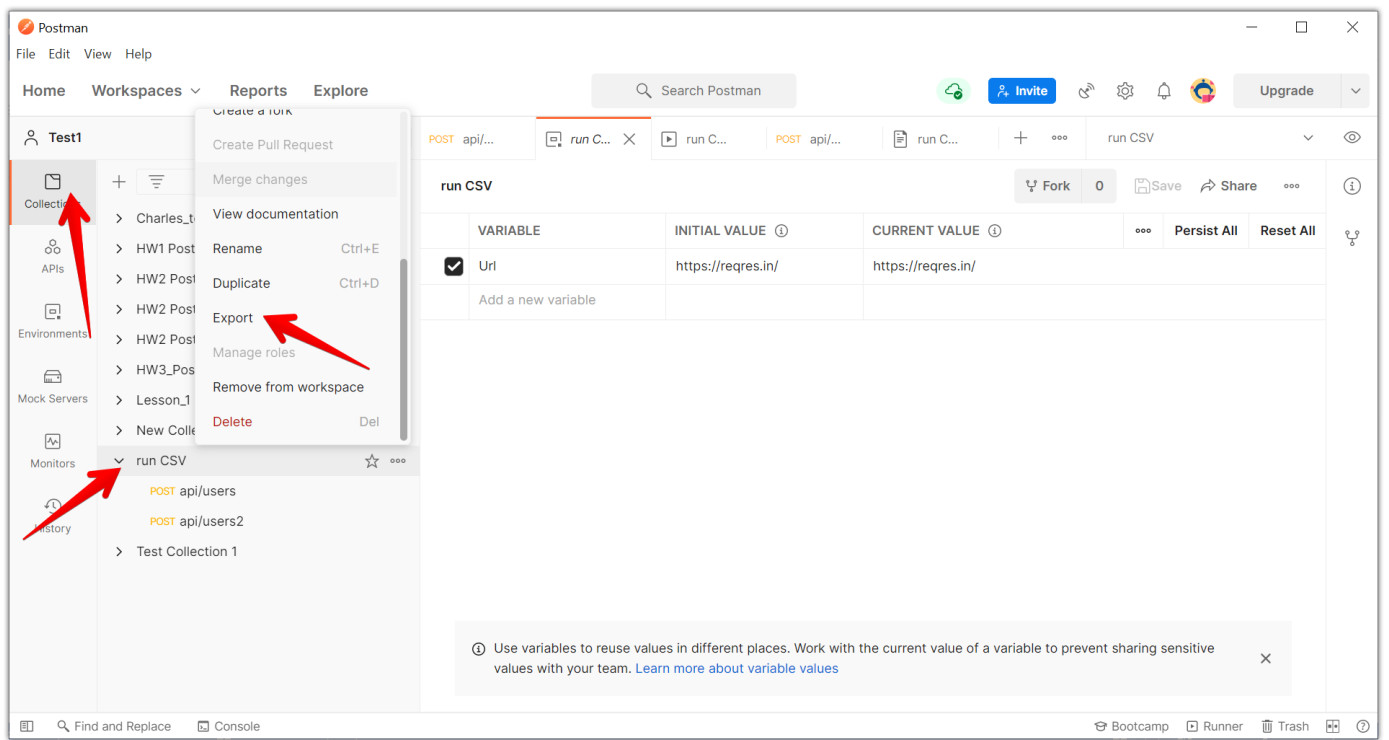 Postman
File Edit View Help
Home Workspaces Reports Explore Search Postman Invite Upgrade
Test1
POST api/... run C... run C... POST api/... run C... run CSV
Collections
APIs
Environments
Mock Servers
Monitors
History
Charles_t
HW1 Post
HW2 Post
HW2 Post
HW2 Post
HW3_Pos
Lesson_1
New Colle
run CSV
POST api/users
POST api/users2
Test Collection 1
Create a fork
Create Pull Request
Merge changes
View documentation
Rename Ctrl+E
Duplicate Ctrl+D
Export
Manage roles
Remove from workspace
Delete Del
run CSV Fork 0 Save Share
VARIABLE INITIAL VALUE CURRENT VALUE Persist All Reset All
Url https://reqres.in/ https://reqres.in/
Add a new variable
Use variables to reuse values in different places. Work with the current value of a variable to prevent sharing sensitive
values with your team. Learn more about variable values
Find and Replace Console Bootcamp Runner Trash